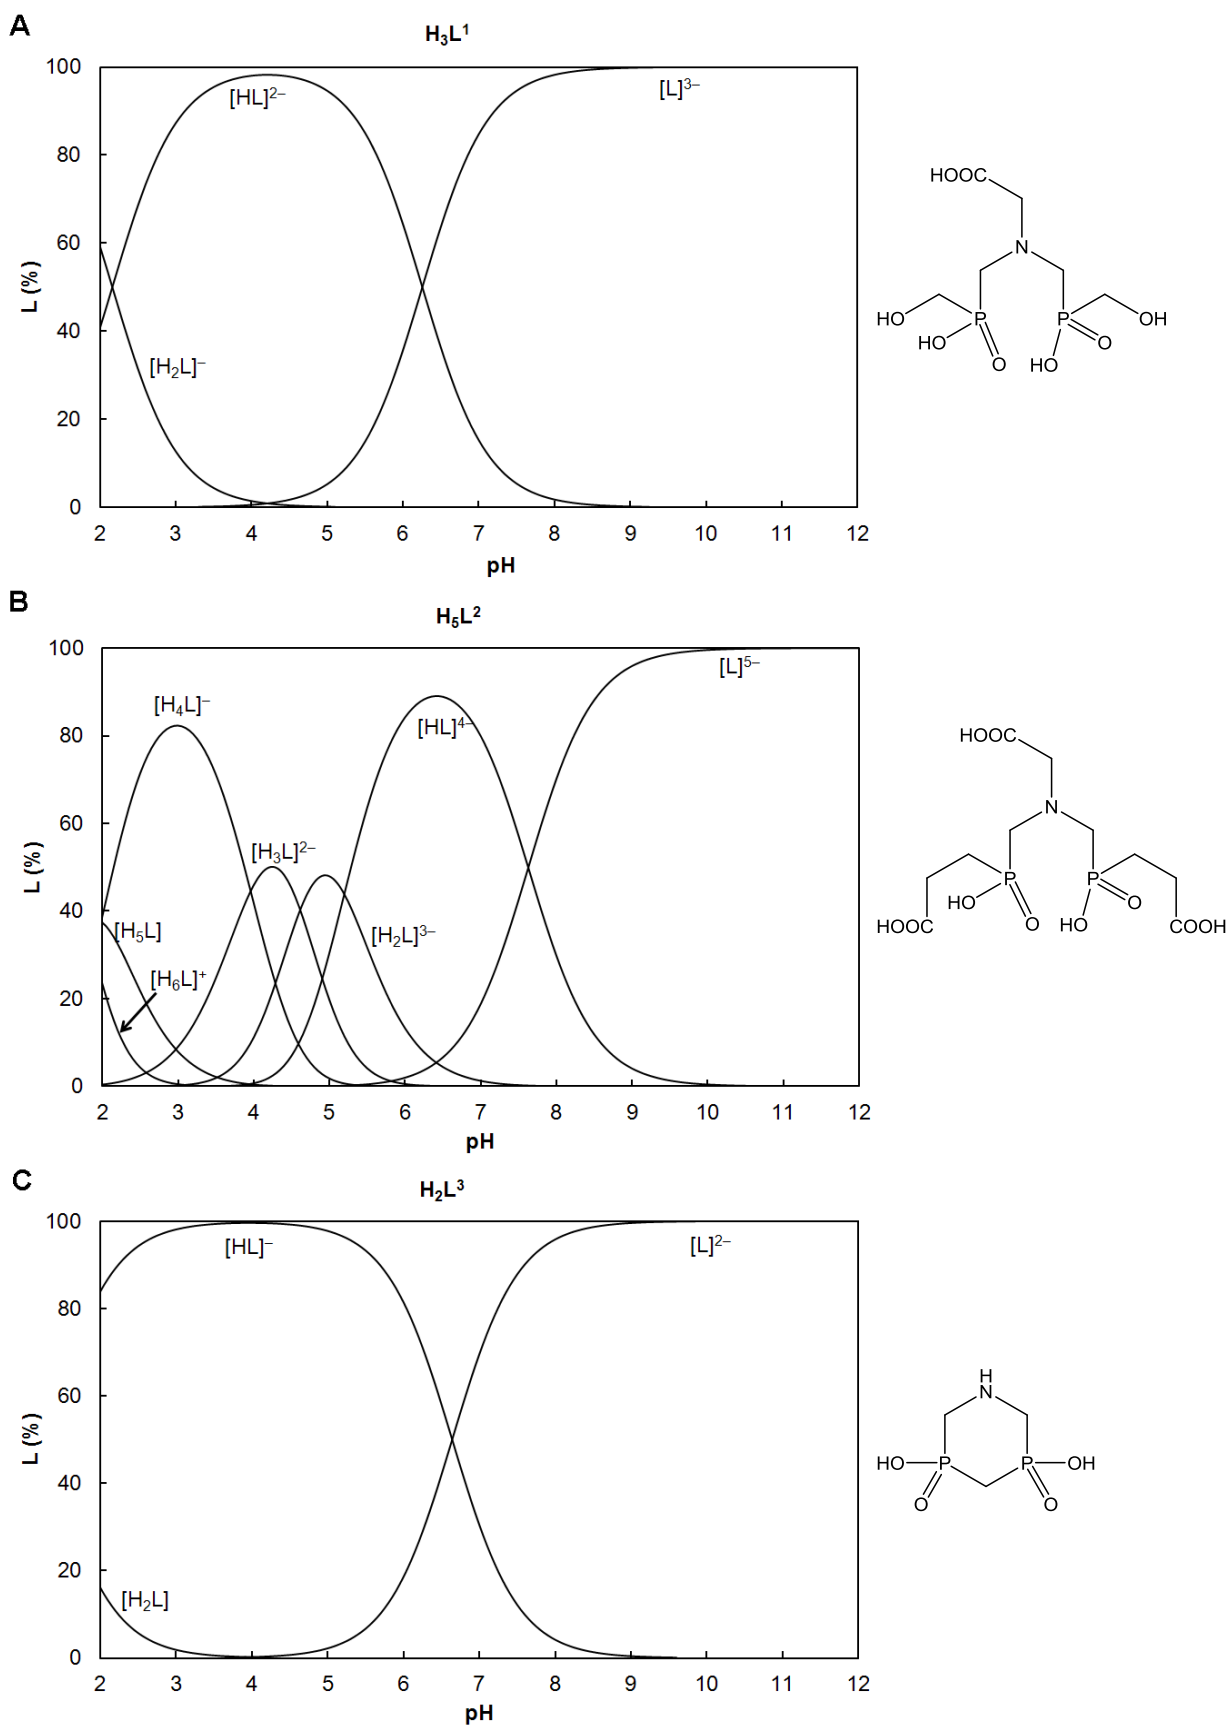 A
H₃L¹
100
80
60
40
20
0
L (%)
[HL]²⁻
[L]³⁻
[H₂L]⁻
2 3 4 5 6 7 8 9 10 11 12
pH
HOOC
N
HO P P OH
HO O HO O
B
H₅L²
100
80
60
40
20
0
L (%)
[L]⁵⁻
[H₄L]⁻
[HL]⁴⁻
[H₃L]²⁻
[H₅L]
[H₂L]³⁻
[H₆L]⁺
2 3 4 5 6 7 8 9 10 11 12
pH
HOOC
N
P P
HO O HO O
HOOC COOH
C
H₂L³
100
80
60
40
20
0
L (%)
[HL]⁻
[L]²⁻
[H₂L]
2 3 4 5 6 7 8 9 10 11 12
pH
H
N
HO P P OH
O O